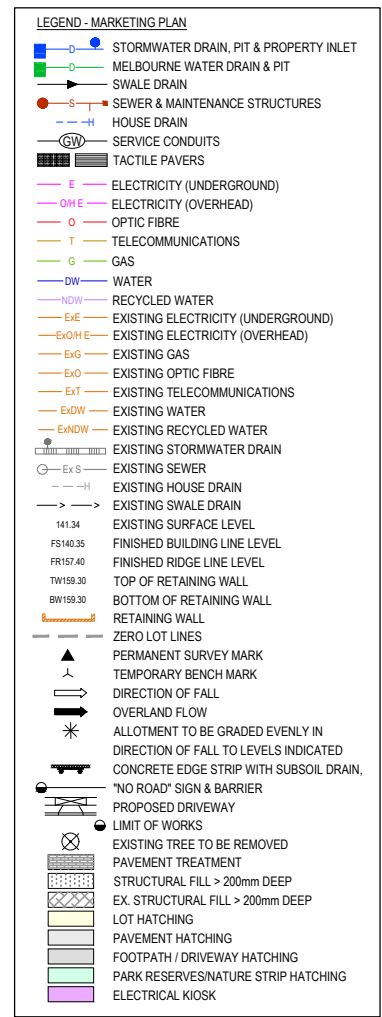 LEGEND - MARKETING PLAN
D STORMWATER DRAIN, PIT & PROPERTY INLET
D MELBOURNE WATER DRAIN & PIT
SWALE DRAIN
S SEWER & MAINTENANCE STRUCTURES
H HOUSE DRAIN
GW SERVICE CONDUITS
TACTILE PAVERS
E ELECTRICITY (UNDERGROUND)
O/H E ELECTRICITY (OVERHEAD)
O OPTIC FIBRE
T TELECOMMUNICATIONS
G GAS
DW WATER
NDW RECYCLED WATER
ExE EXISTING ELECTRICITY (UNDERGROUND)
ExO/H E EXISTING ELECTRICITY (OVERHEAD)
ExG EXISTING GAS
ExO EXISTING OPTIC FIBRE
ExT EXISTING TELECOMMUNICATIONS
ExDW EXISTING WATER
ExNDW EXISTING RECYCLED WATER
EXISTING STORMWATER DRAIN
Ex S EXISTING SEWER
H EXISTING HOUSE DRAIN
EXISTING SWALE DRAIN
141.34 EXISTING SURFACE LEVEL
FS140.35 FINISHED BUILDING LINE LEVEL
FR157.40 FINISHED RIDGE LINE LEVEL
TW159.30 TOP OF RETAINING WALL
BW159.30 BOTTOM OF RETAINING WALL
RETAINING WALL
ZERO LOT LINES
PERMANENT SURVEY MARK
TEMPORARY BENCH MARK
DIRECTION OF FALL
OVERLAND FLOW
ALLOTMENT TO BE GRADED EVENLY IN
DIRECTION OF FALL TO LEVELS INDICATED
CONCRETE EDGE STRIP WITH SUBSOIL DRAIN,
"NO ROAD" SIGN & BARRIER
PROPOSED DRIVEWAY
LIMIT OF WORKS
EXISTING TREE TO BE REMOVED
PAVEMENT TREATMENT
STRUCTURAL FILL > 200mm DEEP
EX. STRUCTURAL FILL > 200mm DEEP
LOT HATCHING
PAVEMENT HATCHING
FOOTPATH / DRIVEWAY HATCHING
PARK RESERVES/NATURE STRIP HATCHING
ELECTRICAL KIOSK